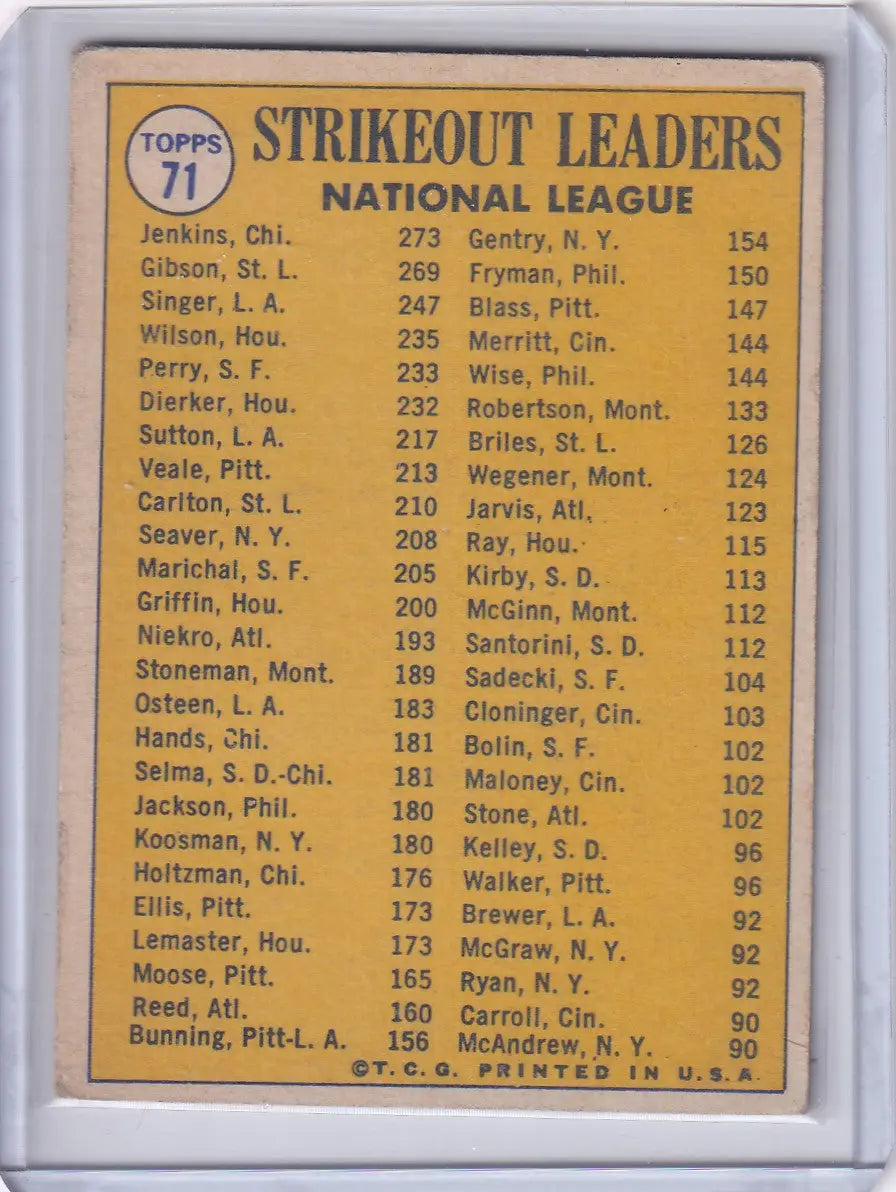 TOPPS
71
STRIKEOUT LEADERS
NATIONAL LEAGUE
Jenkins, Chi. 273
Gibson, St. L. 269
Singer, L. A. 247
Wilson, Hou. 235
Perry, S. F. 233
Dierker, Hou. 232
Sutton, L. A. 217
Veale, Pitt. 213
Carlton, St. L. 210
Seaver, N. Y. 208
Marichal, S. F. 205
Griffin, Hou. 200
Niekro, Atl. 193
Stoneman, Mont. 189
Osteen, L. A. 183
Hands, Chi. 181
Selma, S. D.-Chi. 181
Jackson, Phil. 180
Koosman, N. Y. 180
Holtzman, Chi. 176
Ellis, Pitt. 173
Lemaster, Hou. 173
Moose, Pitt. 165
Reed, Atl. 160
Bunning, Pitt-L. A. 156
Gentry, N. Y. 154
Fryman, Phil. 150
Blass, Pitt. 147
Merritt, Cin. 144
Wise, Phil. 144
Robertson, Mont. 133
Briles, St. L. 126
Wegener, Mont. 124
Jarvis, Atl. 123
Ray, Hou. 115
Kirby, S. D. 113
McGinn, Mont. 112
Santorini, S. D. 112
Sadecki, S. F. 104
Cloninger, Cin. 103
Bolin, S. F. 102
Maloney, Cin. 102
Stone, Atl. 102
Kelley, S. D. 96
Walker, Pitt. 96
Brewer, L. A. 92
McGraw, N. Y. 92
Ryan, N. Y. 92
Carroll, Cin. 90
McAndrew, N. Y. 90
©T. C. G. PRINTED IN U. S. A.